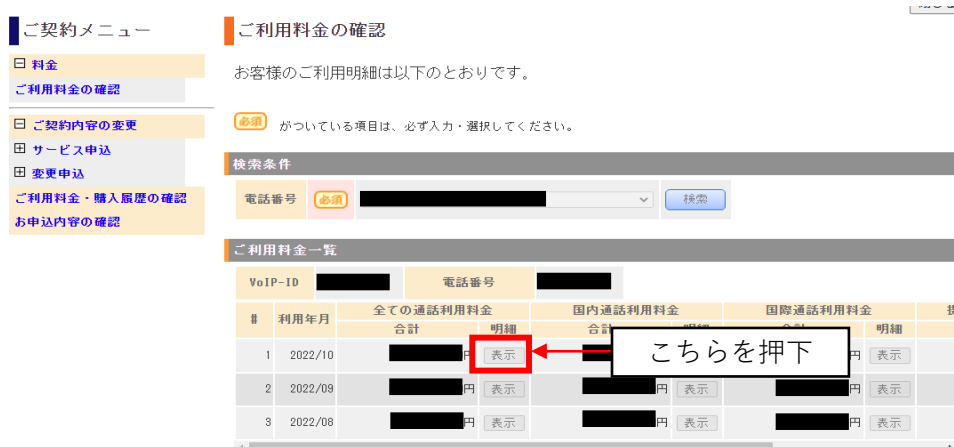 ご契約メニュー
料金
ご利用料金の確認
ご契約内容の変更
サービス申込
変更申込
ご利用料金・購入履歴の確認
お申込内容の確認
ご利用料金の確認
お客様のご利用明細は以下のとおりです。
必須 がついている項目は、必ず入力・選択してください。
検索条件
電話番号 必須 検索
ご利用料金一覧
VoIP-ID 電話番号
# 利用年月 全ての通話利用料金 国内通話利用料金 国際通話利用料金
合計 明細 合計 明細 合計 明細
1 2022/10 円 表示 こちらを押下 円 表示
2 2022/09 円 表示 円 表示 円 表示
3 2022/08 円 表示 円 表示 円 表示